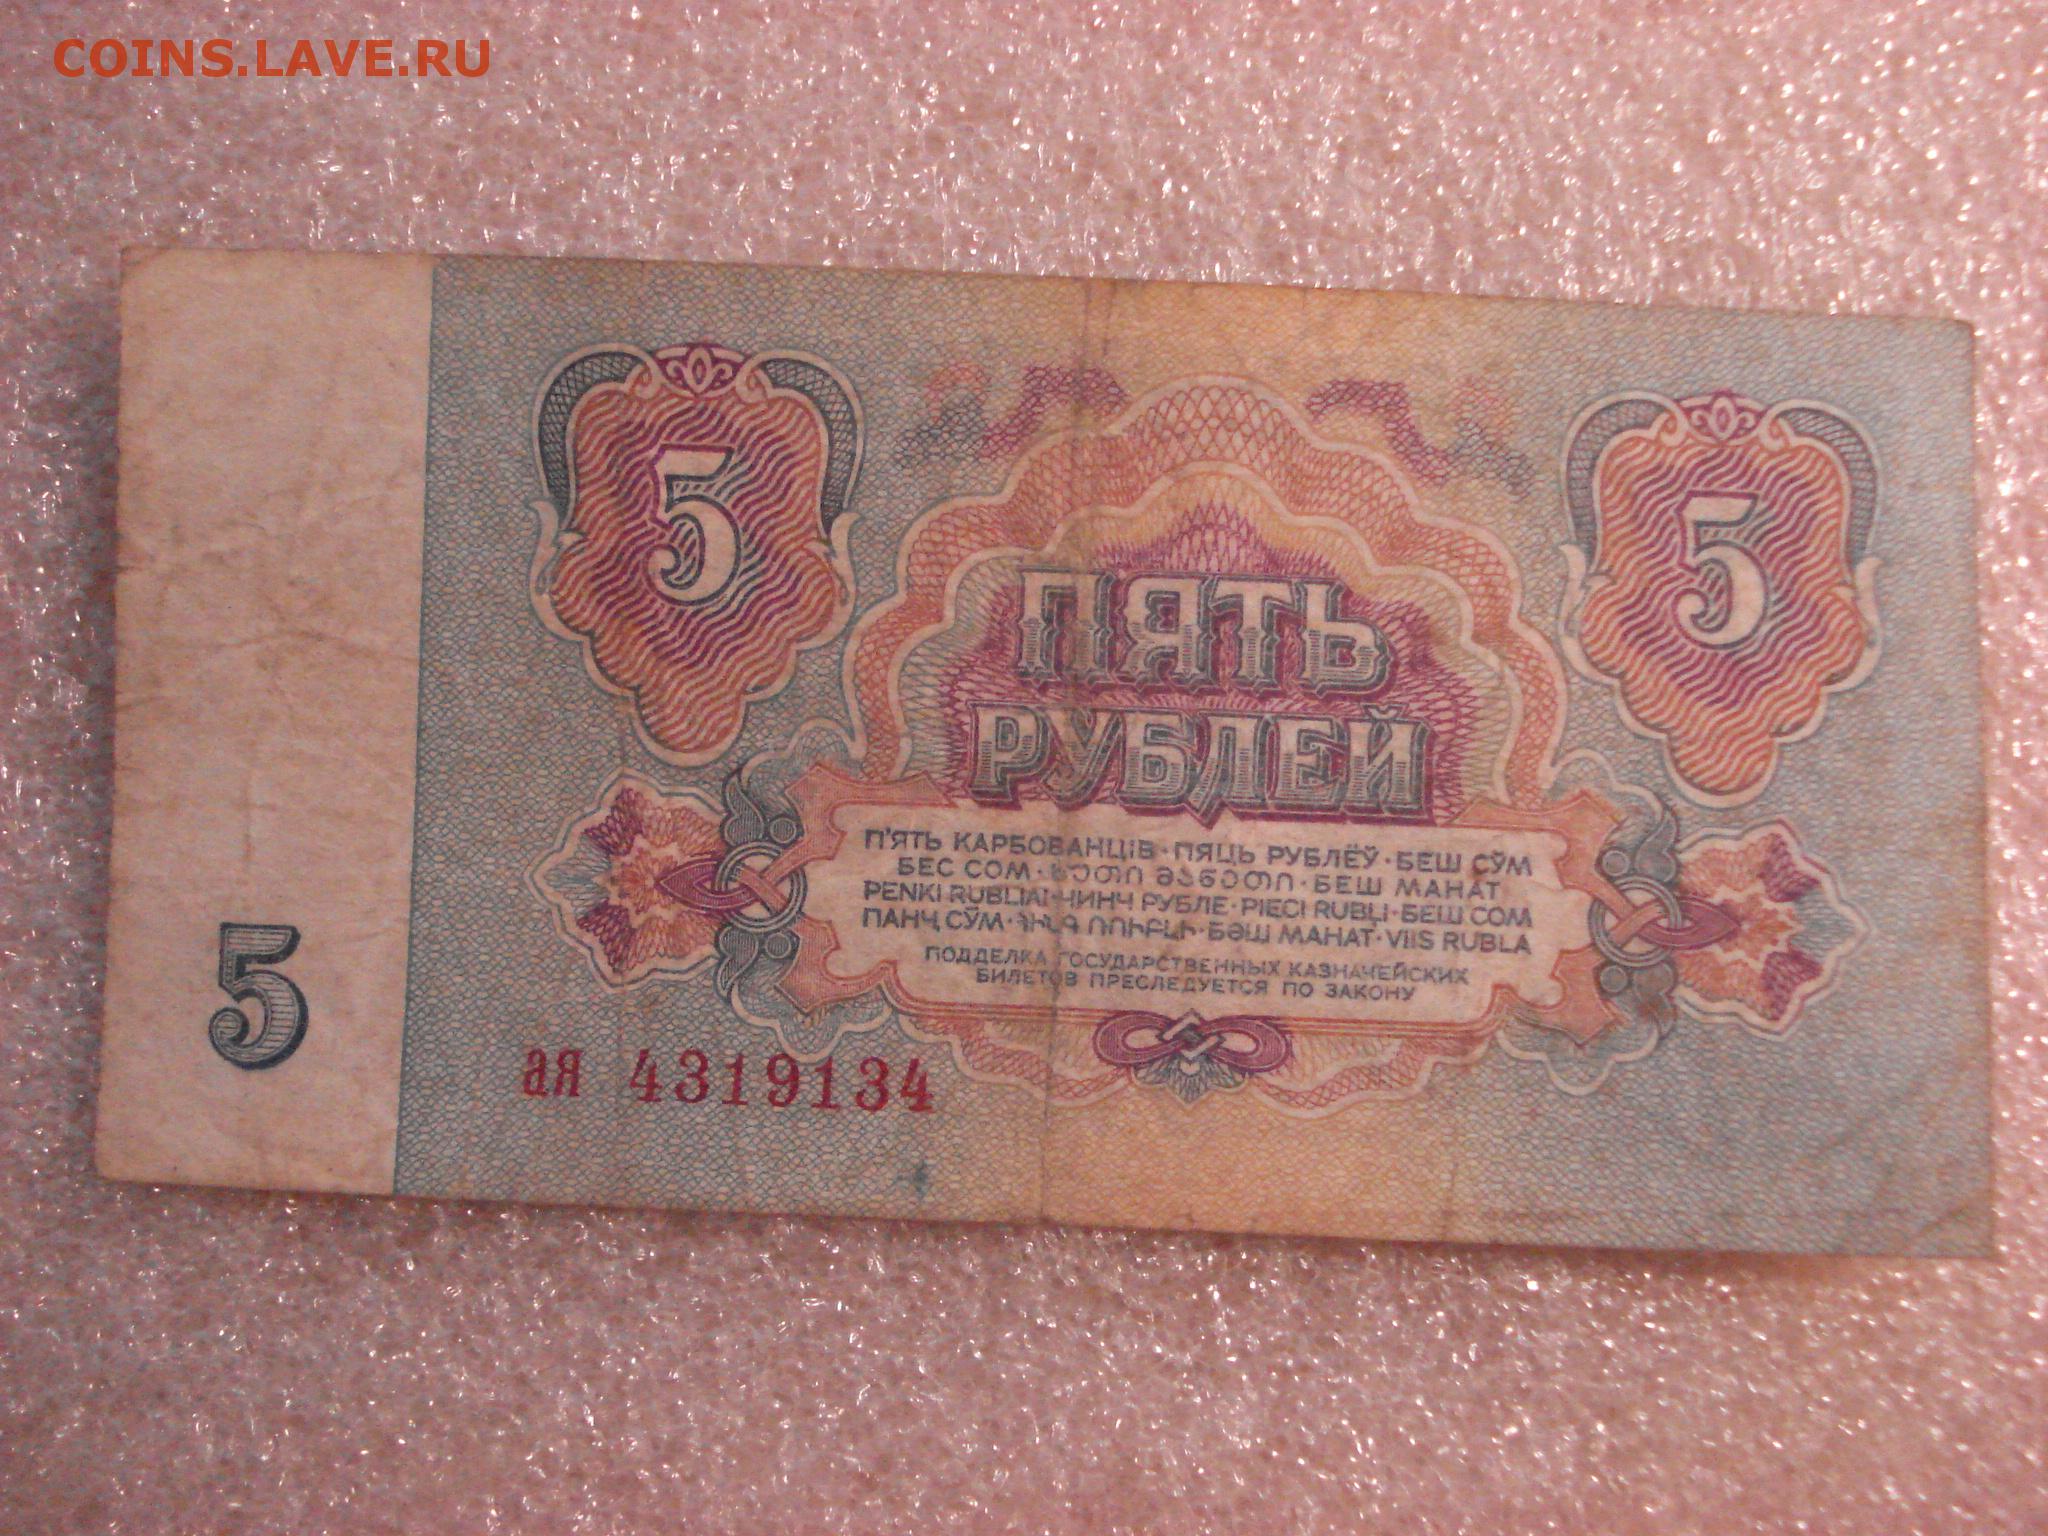 COINS.LAVE.RU
5
5
ПЯТЬ
РУБЛЕЙ
П'ЯТЬ КАРБОВАНЦІВ·ПЯЦЬ РУБЛЁЎ·БЕШ СЎМ
БЕС СОМ·ᲮᲣᲗᲘ ᲛᲐᲜᲔᲗᲘ·БЕШ МАНАТ
PENKI RUBLIAI·ЧИНЧ РУБЛЕ·PIECI RUBĻI·БЕШ СОМ
ПАНҶ СӮМ·ՀԻՆԳ ՌՈՒԲԼԻ·БӘШ МАНАТ·VIIS RUBLA
ПОДДЕЛКА ГОСУДАРСТВЕННЫХ КАЗНАЧЕЙСКИХ
БИЛЕТОВ ПРЕСЛЕДУЕТСЯ ПО ЗАКОНУ
5
ая 4319134